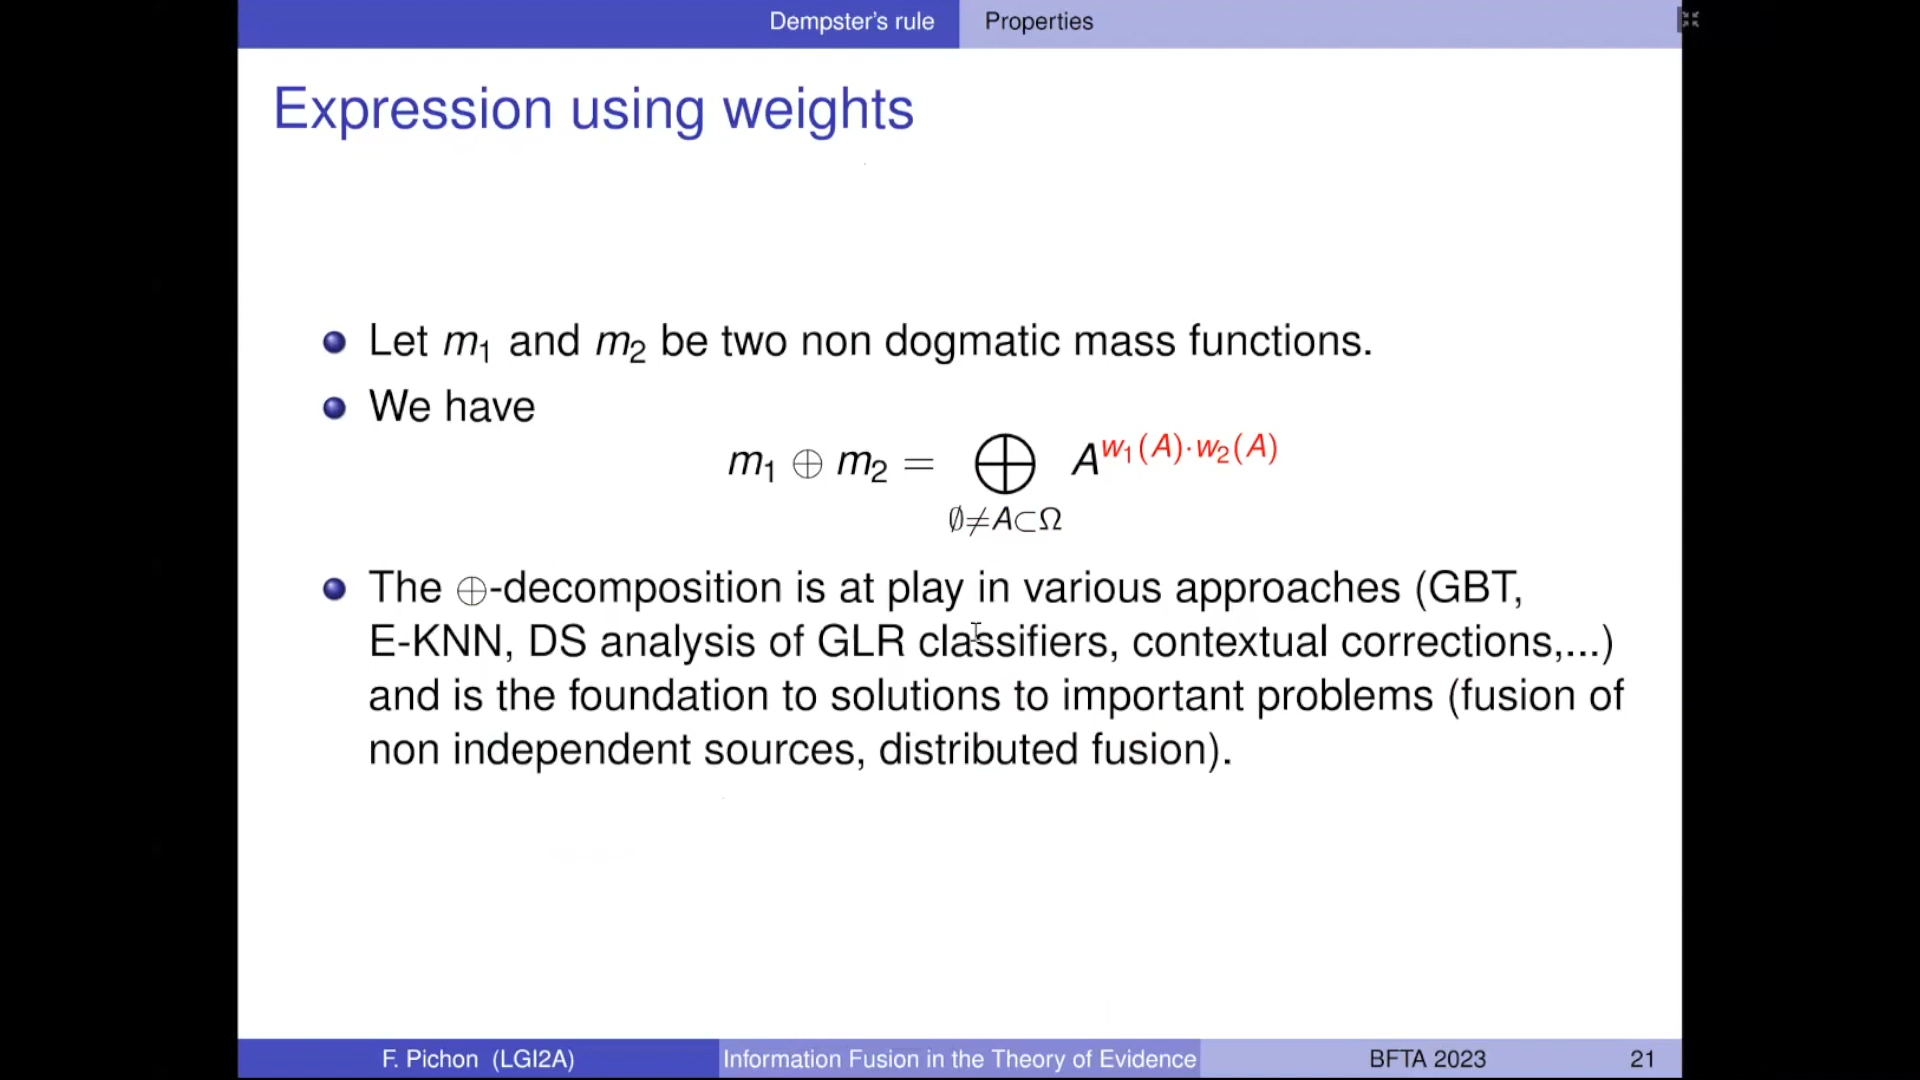 Dempster's rule Properties
Expression using weights
Let m₁ and m₂ be two non dogmatic mass functions.
We have
m₁ ⊕ m₂ = ⊕ A^{w₁(A)·w₂(A)}
∅≠A⊂Ω
The ⊕-decomposition is at play in various approaches (GBT,
E-KNN, DS analysis of GLR classifiers, contextual corrections,...)
and is the foundation to solutions to important problems (fusion of
non independent sources, distributed fusion).
F. Pichon (LGI2A) Information Fusion in the Theory of Evidence BFTA 2023 21